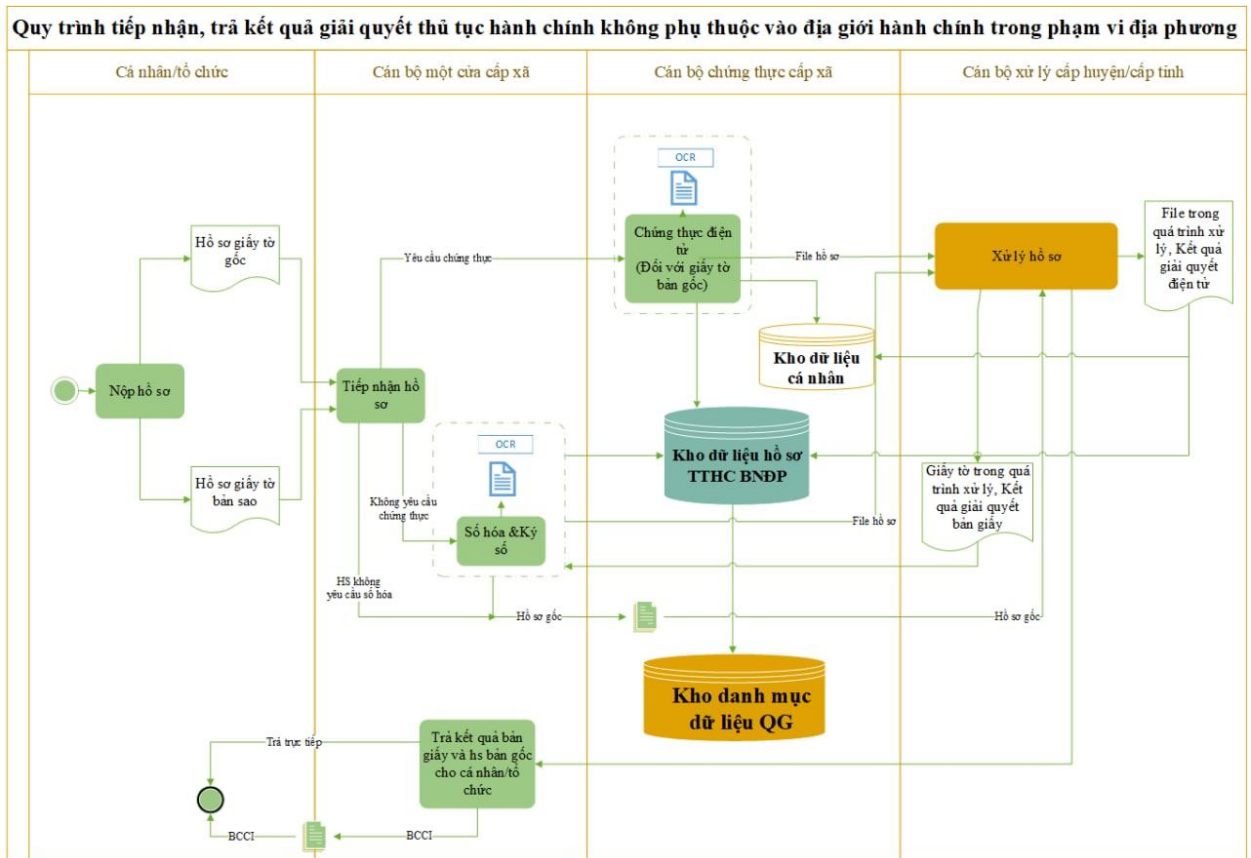 Quy trình tiếp nhận, trả kết quả giải quyết thủ tục hành chính không phụ thuộc vào địa giới hành chính trong phạm vi địa phương
Cá nhân/tổ chức
Cán bộ một cửa cấp xã
Cán bộ chứng thực cấp xã
Cán bộ xử lý cấp huyện/cấp tỉnh
OCR
Hồ sơ giấy tờ
gốc
Yêu cầu chứng thực
Chứng thực điện
tử
(Đối với giấy tờ
bản gốc)
File hồ sơ
Xử lý hồ sơ
File trong
quá trình xử
lý, Kết quả
giải quyết
điện tử
Kho dữ liệu
cá nhân
Nộp hồ sơ
Tiếp nhận hồ
sơ
OCR
Kho dữ liệu hồ sơ
TTHC BNĐP
Hồ sơ giấy tờ
bản sao
Không yêu cầu
chứng thực
Số hóa &Ký
số
File hồ sơ
Giấy tờ trong quá
trình xử lý, Kết
quả giải quyết
bản giấy
HS không
yêu cầu số hóa
Hồ sơ gốc
Hồ sơ gốc
Kho danh mục
dữ liệu QG
Trả trực tiếp
Trả kết quả bản
giấy và hs bản gốc
cho cá nhân/tổ
chức
BCCI
BCCI